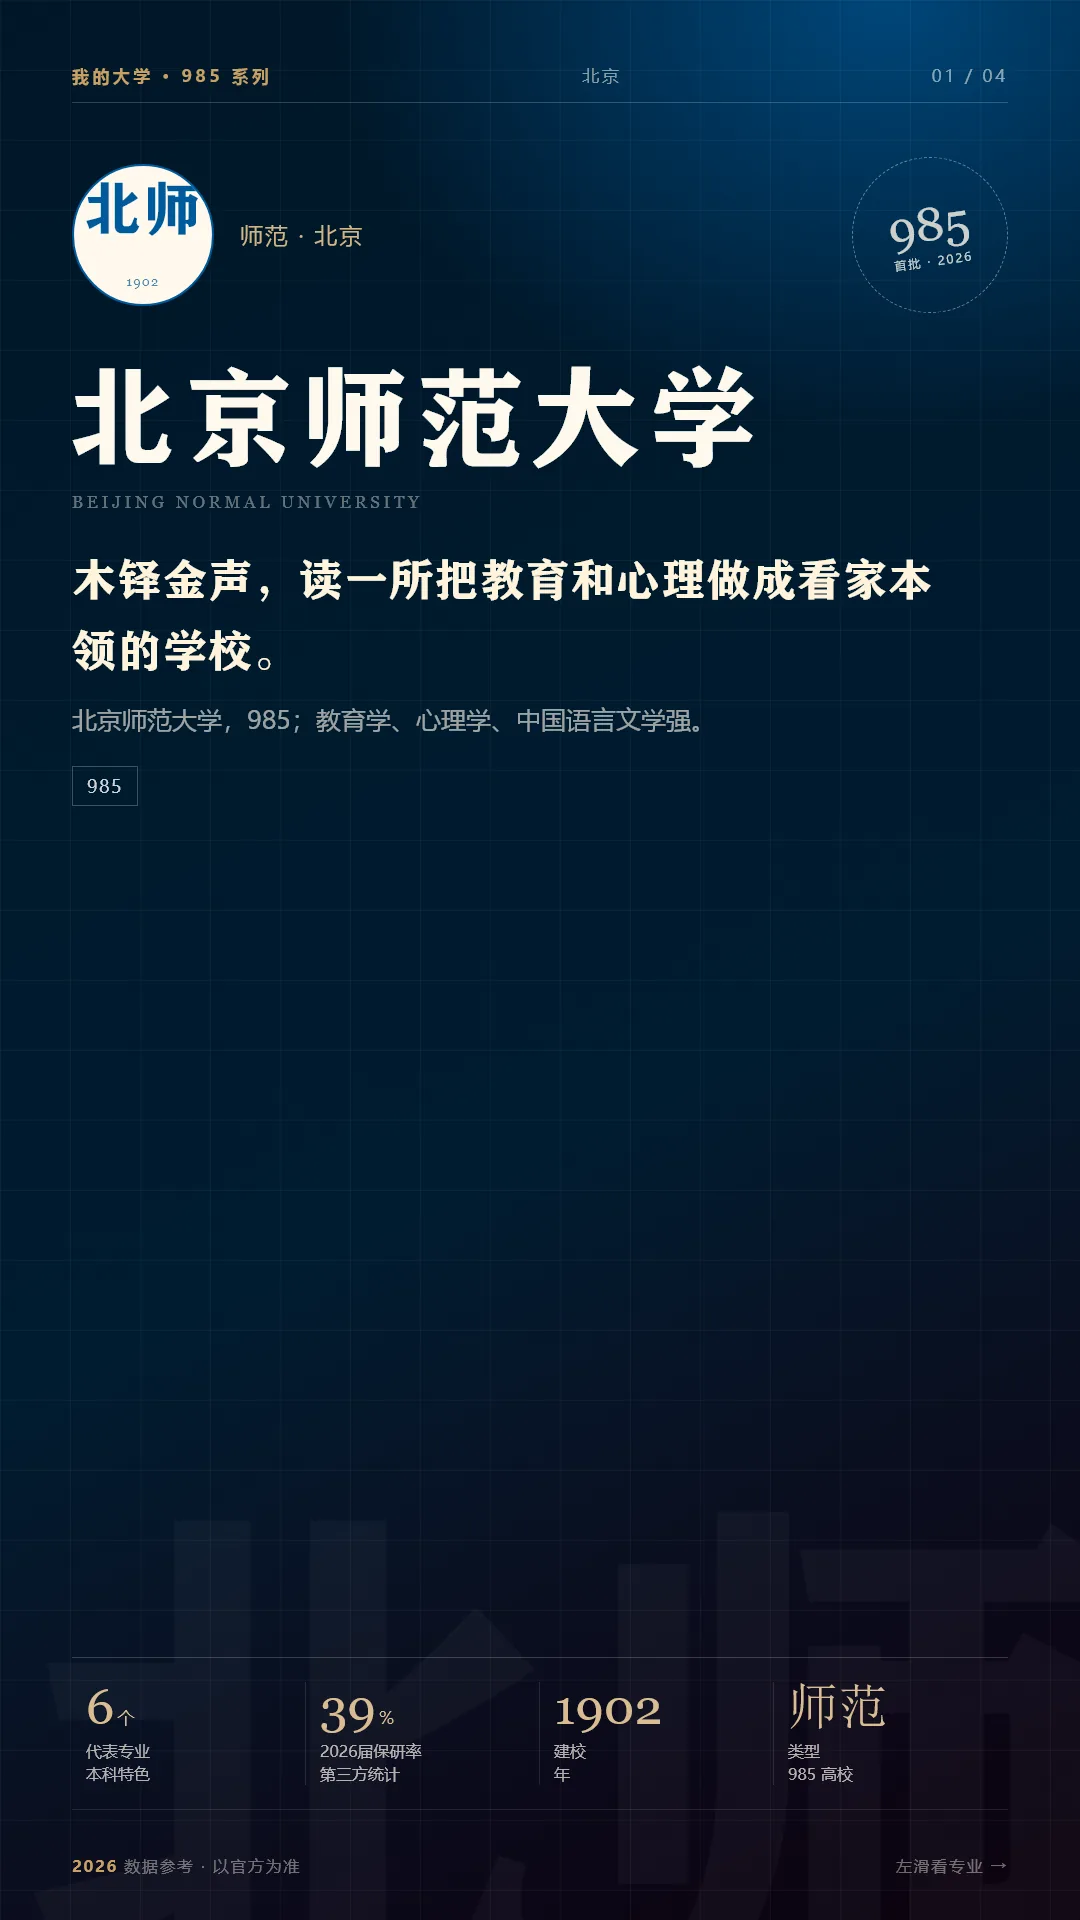 我的大学 · 985 系列
北京
01 / 04
北师
1902
师范 · 北京
985
首批 · 2026
北京师范大学
BEIJING NORMAL UNIVERSITY
木铎金声，读一所把教育和心理做成看家本
领的学校。
北京师范大学，985；教育学、心理学、中国语言文学强。
985
北师
6个
代表专业
本科特色
39%
2026届保研率
第三方统计
1902
建校
年
师范
类型
985 高校
2026 数据参考 · 以官方为准
左滑看专业 →